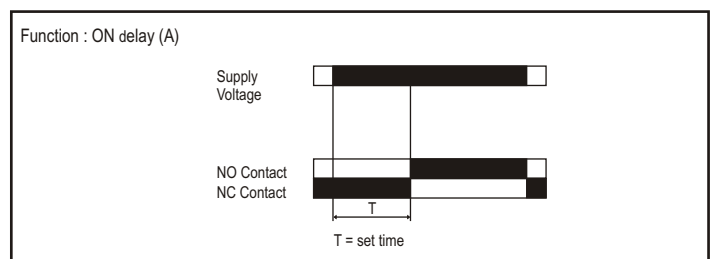 Function : ON delay (A)
Supply
Voltage
NO Contact
NC Contact
T
T = set time